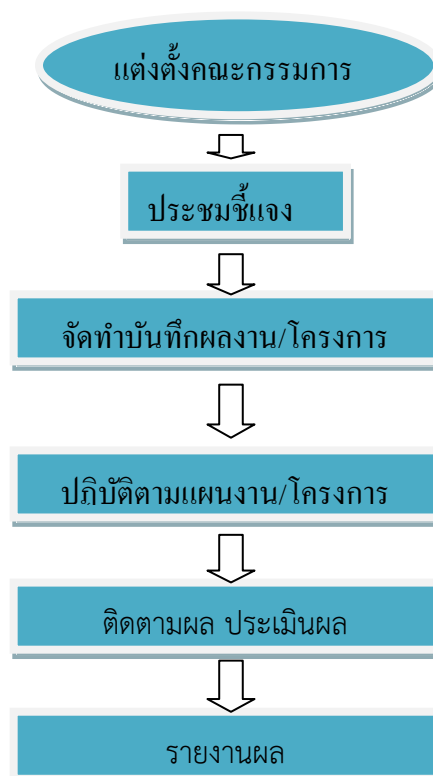 แต่งตั้งคณะกรรมการ
ประชมชี้แจง
จัดทำบันทึกผลงาน/โครงการ
ปฏิบัติตามแผนงาน/โครงการ
ติดตามผล ประเมินผล
รายงานผล